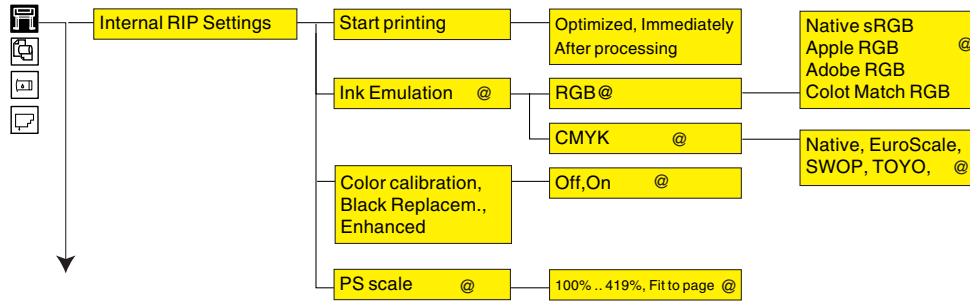 Internal RIP Settings
Start printing
Optimized, Immediately
After processing
Native sRGB
Apple RGB @
Adobe RGB
Colot Match RGB
Ink Emulation @
RGB@
CMYK @
Native, EuroScale,
SWOP, TOYO, @
Color calibration,
Black Replacem.,
Enhanced
Off,On @
PS scale @
100% .. 419%, Fit to page @